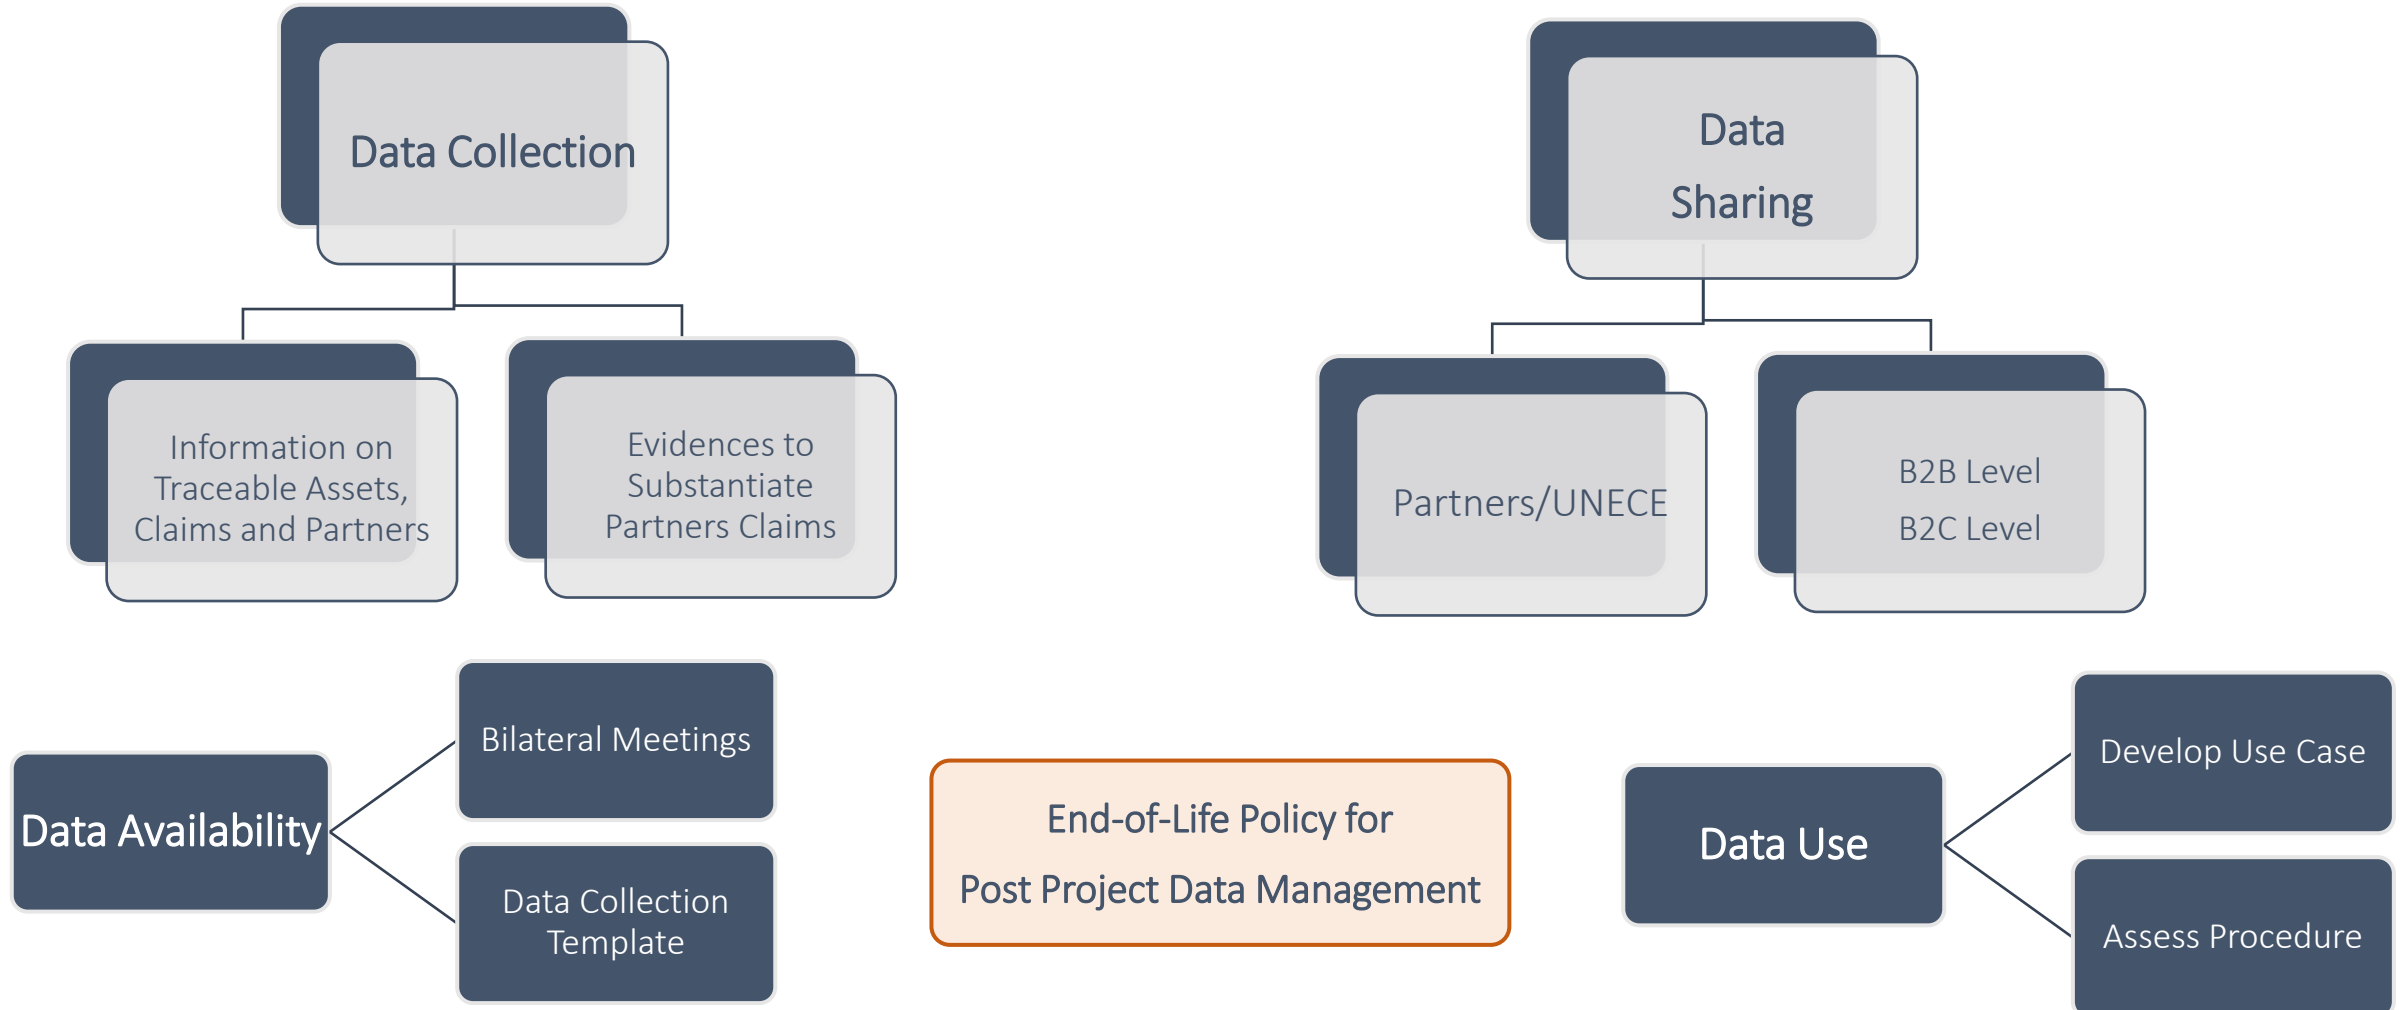 Data Collection
Information on
Traceable Assets,
Claims and Partners
Evidences to
Substantiate
Partners Claims
Data
Sharing
Partners/UNECE
B2B Level
B2C Level
Data Availability
Bilateral Meetings
Data Collection
Template
End-of-Life Policy for
Post Project Data Management
Data Use
Develop Use Case
Assess Procedure